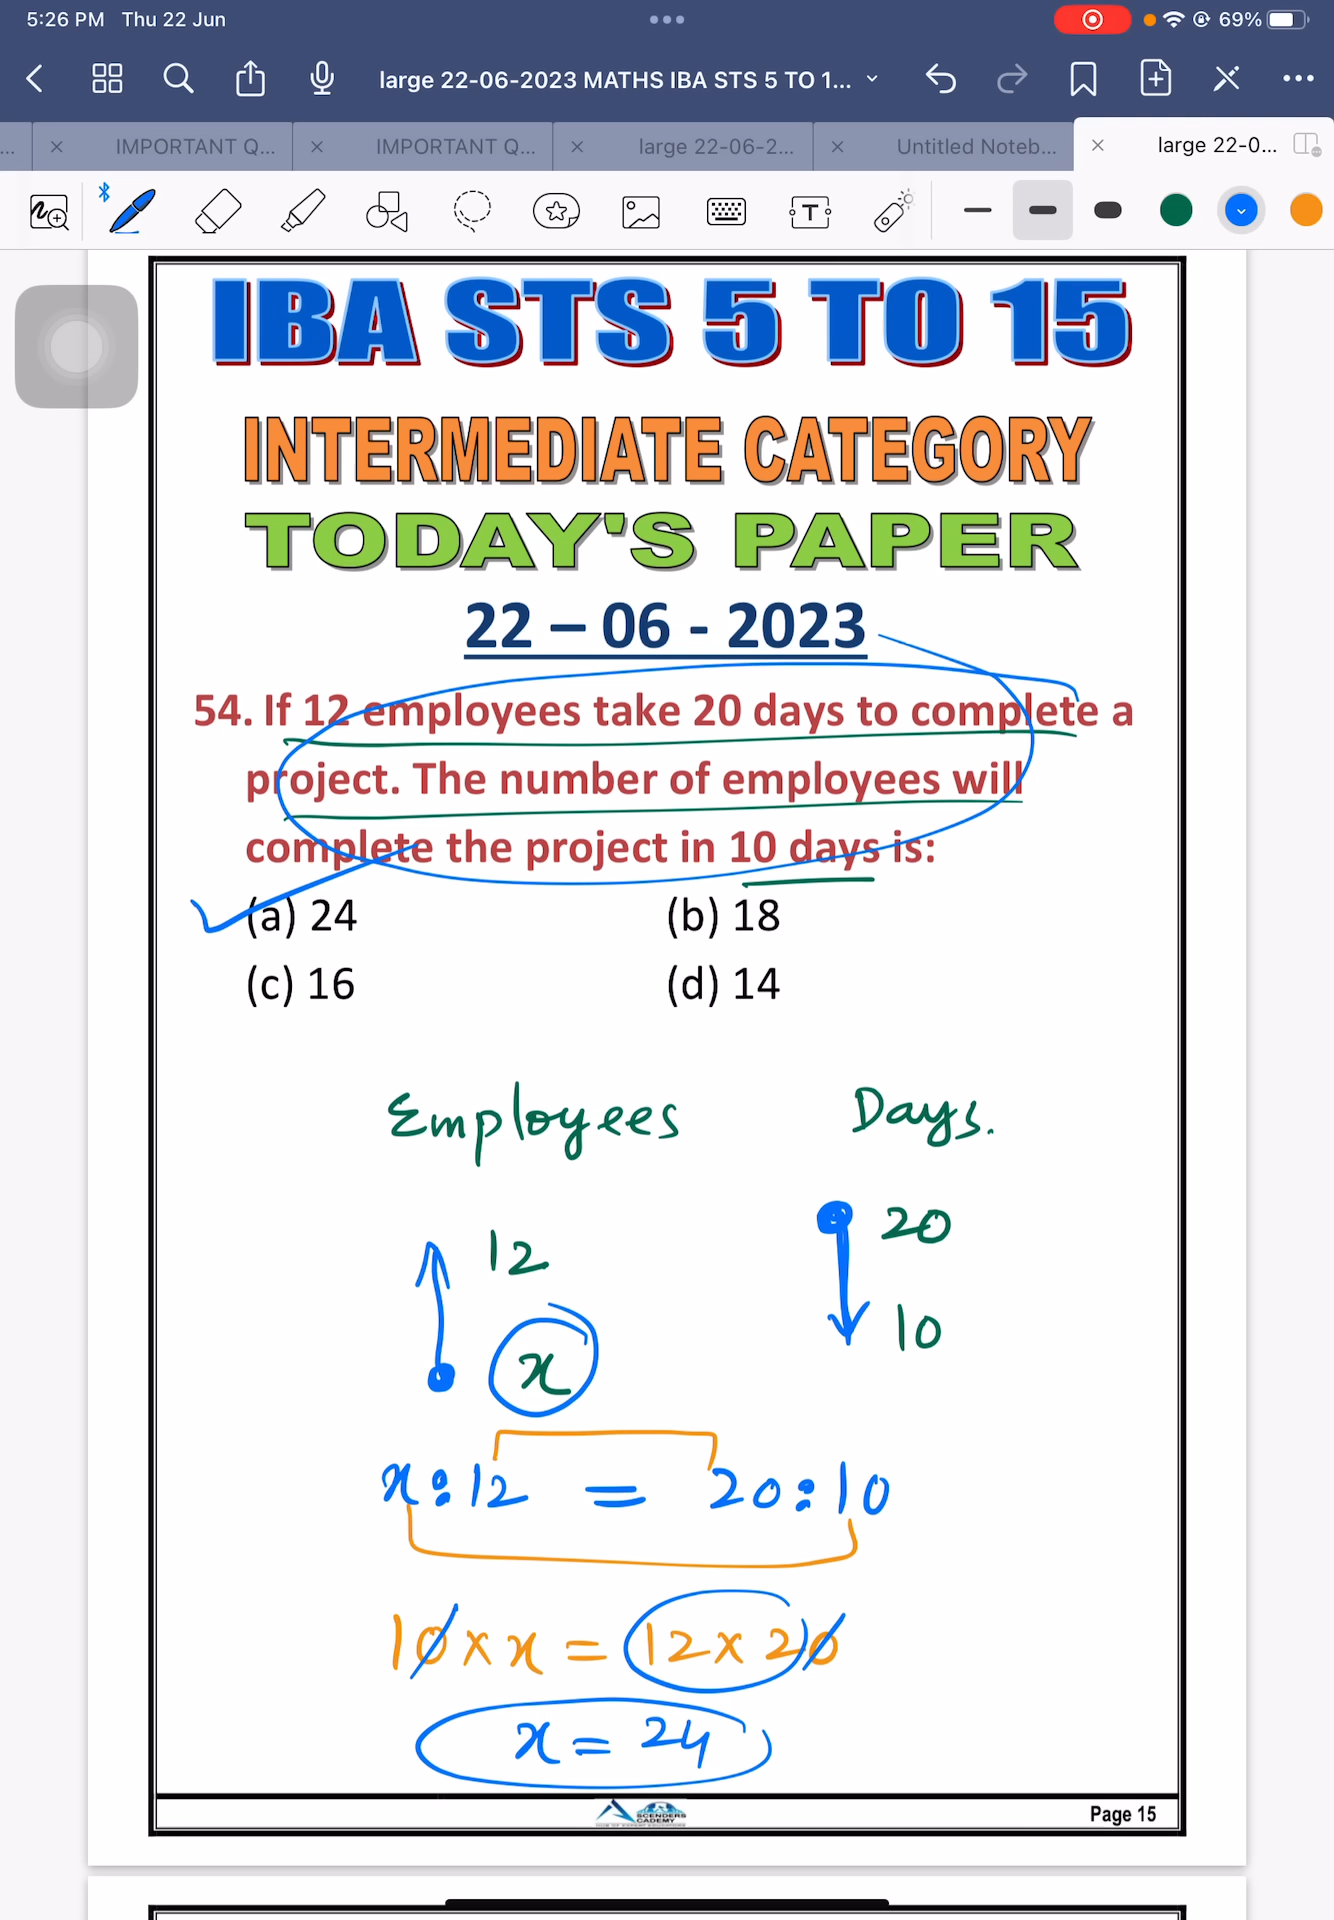 5:26 PM Thu 22 Jun
69%
large 22-06-2023 MATHS IBA STS 5 TO 1...
IMPORTANT Q...
IMPORTANT Q...
large 22-06-2...
Untitled Noteb...
large 22-0...
IBA STS 5 TO 15
INTERMEDIATE CATEGORY
TODAY'S PAPER
22 – 06 - 2023
54. If 12 employees take 20 days to complete a
project. The number of employees will
complete the project in 10 days is:
(a) 24 (b) 18
(c) 16 (d) 14
Employees Days.
12 20
x 10
x:12 = 20:10
10 × x = 12 × 20
x = 24
Page 15